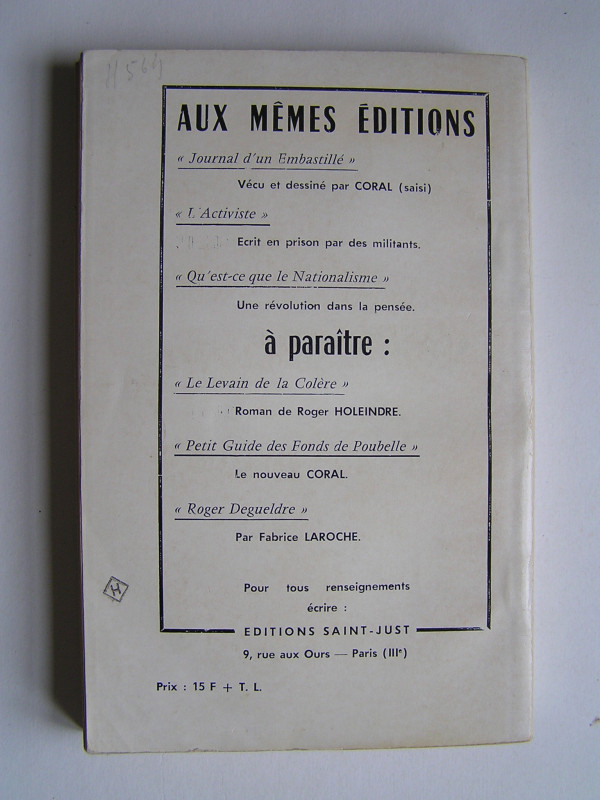 H 564
AUX MÊMES ÉDITIONS
« Journal d'un Embastillé »
Vécu et dessiné par CORAL (saisi)
« L'Activiste »
Ecrit en prison par des militants.
« Qu'est-ce que le Nationalisme »
Une révolution dans la pensée.
à paraître :
« Le Levain de la Colère »
Roman de Roger HOLEINDRE.
« Petit Guide des Fonds de Poubelle »
Le nouveau CORAL.
« Roger Degueldre »
Par Fabrice LAROCHE.
Pour tous renseignements
écrire :
EDITIONS SAINT-JUST
9, rue aux Ours — Paris (IIIe)
H
Prix : 15 F + T. L.